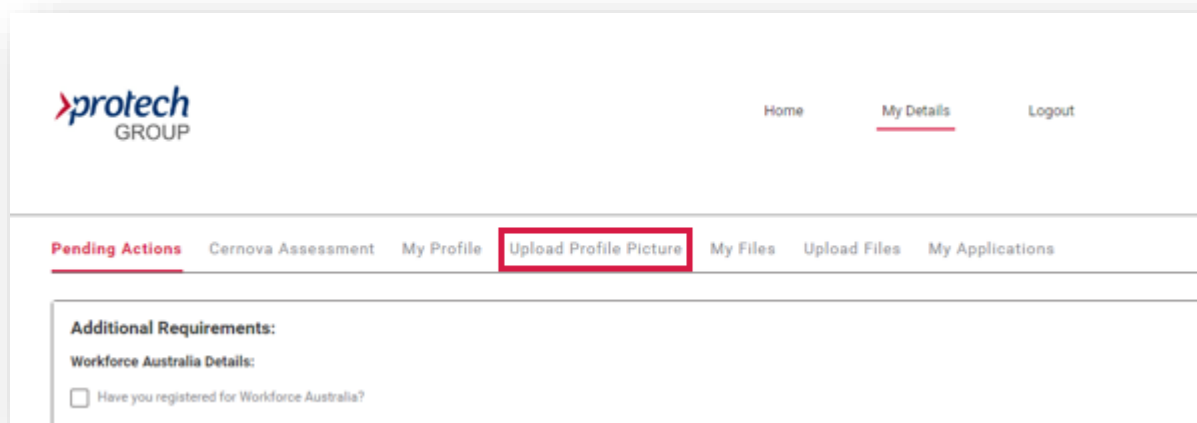 protech
GROUP
Home My Details Logout
Pending Actions Cernova Assessment My Profile Upload Profile Picture My Files Upload Files My Applications
Additional Requirements:
Workforce Australia Details:
Have you registered for Workforce Australia?